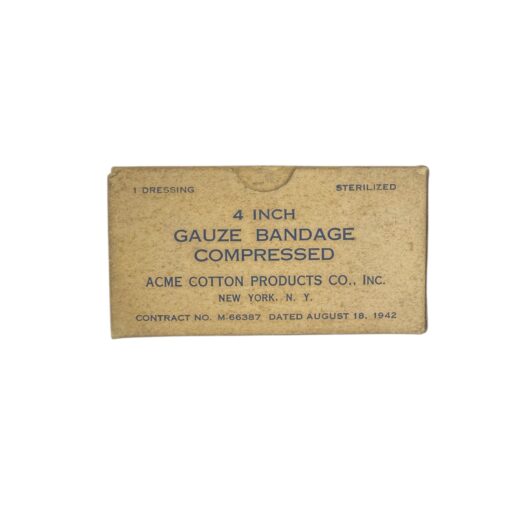 1 DRESSING STERILIZED
4 INCH
GAUZE BANDAGE
COMPRESSED
ACME COTTON PRODUCTS CO., INC.
NEW YORK. N. Y.
CONTRACT NO. M-66387 DATED AUGUST 18, 1942